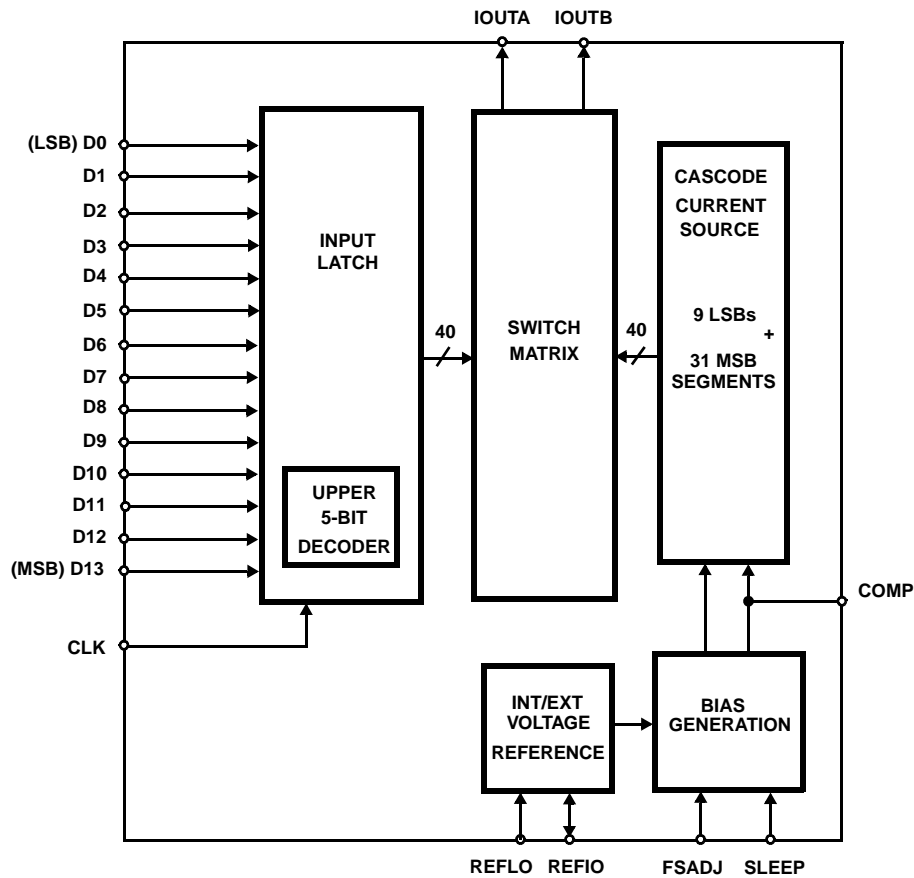 IOUTA IOUTB
(LSB) D0
D1
D2
D3
D4
D5
D6
D7
D8
D9
D10
D11
D12
(MSB) D13
CLK
INPUT
LATCH
UPPER
5-BIT
DECODER
40
SWITCH
MATRIX
40
CASCODE
CURRENT
SOURCE
9 LSBs
+
31 MSB
SEGMENTS
COMP
INT/EXT
VOLTAGE
REFERENCE
BIAS
GENERATION
REFLO REFIO FSADJ SLEEP